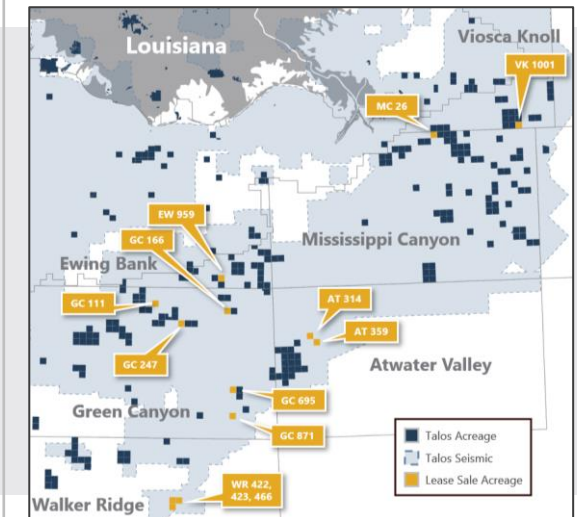 Louisiana
Viosca Knoll
VK 1001
MC 26
EW 959
GC 166
Mississippi Canyon
Ewing Bank
GC 111
AT 314
AT 359
GC 247
Atwater Valley
GC 695
Green Canyon
GC 871
Talos Acreage
Talos Seismic
Lease Sale Acreage
WR 422,
423, 466
Walker Ridge